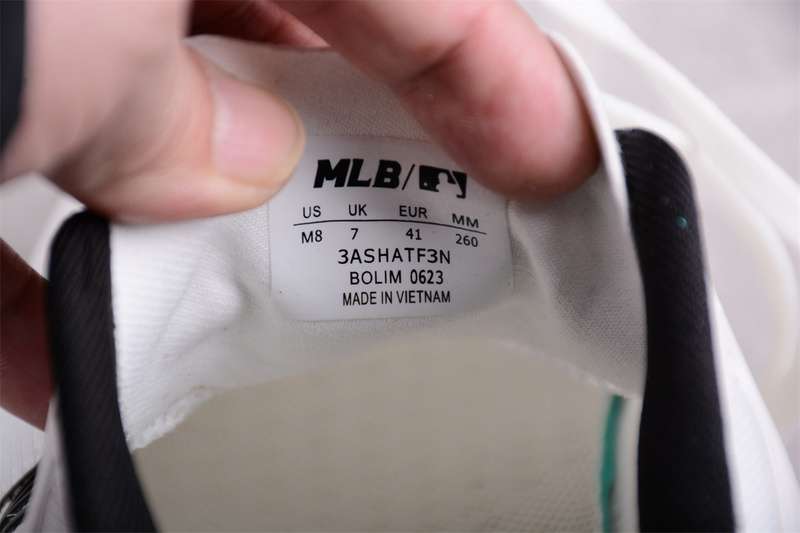 MLB/
US UK EUR MM
M8 7 41 260
3ASHATF3N
BOLIM 0623
MADE IN VIETNAM